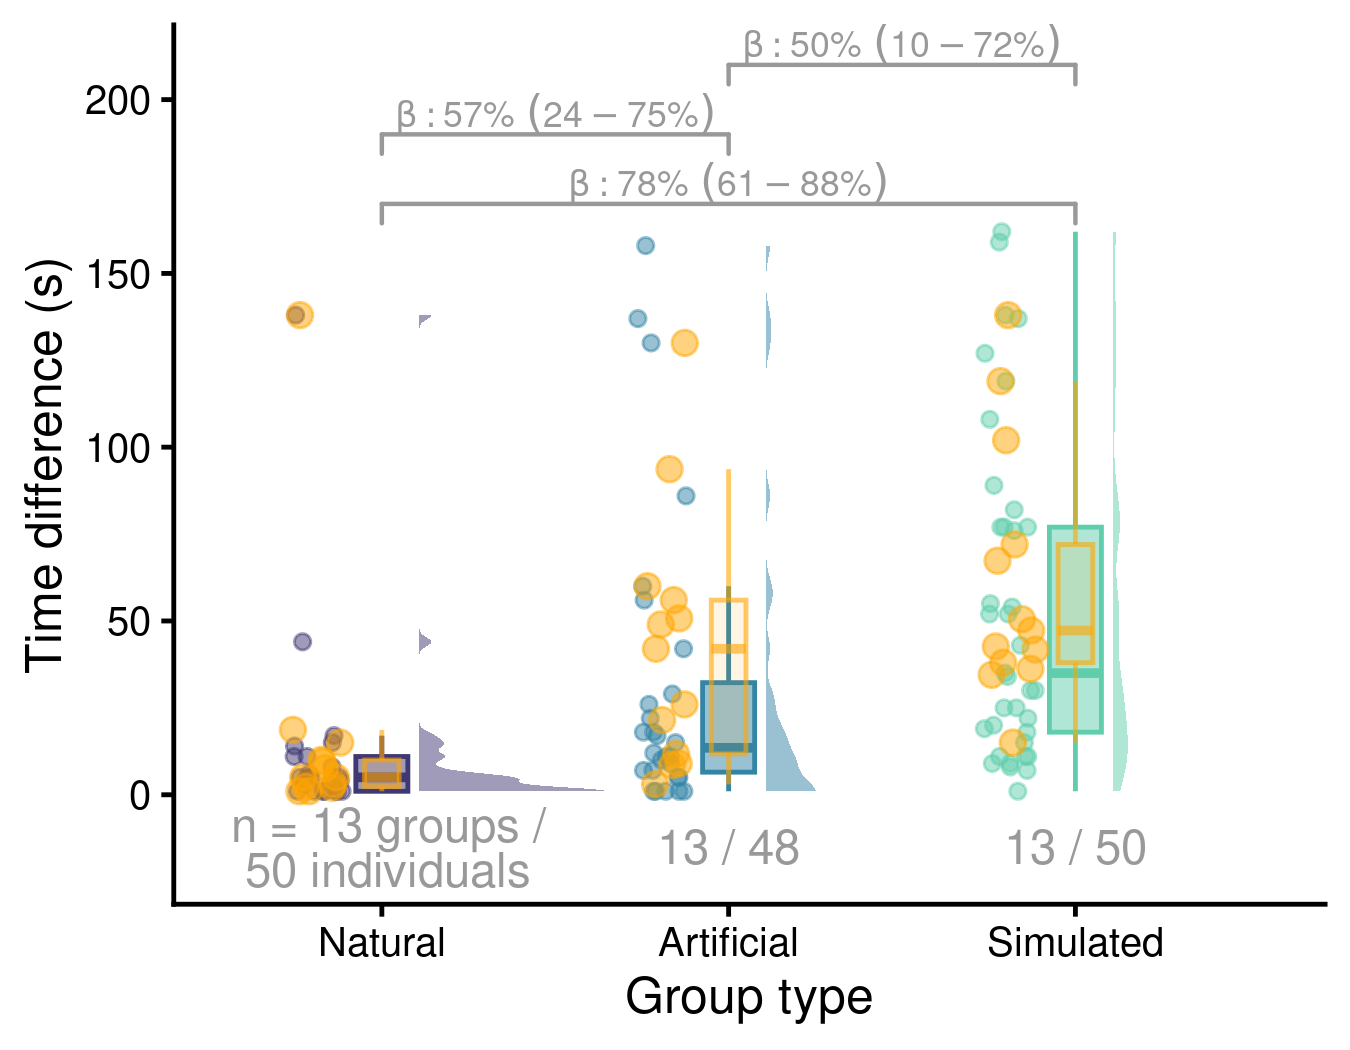 β : 50% (10 – 72%)
β : 57% (24 – 75%)
β : 78% (61 – 88%)
200
150
100
50
0
Time difference (s)
n = 13 groups /
50 individuals
13 / 48
13 / 50
Natural
Artificial
Simulated
Group type